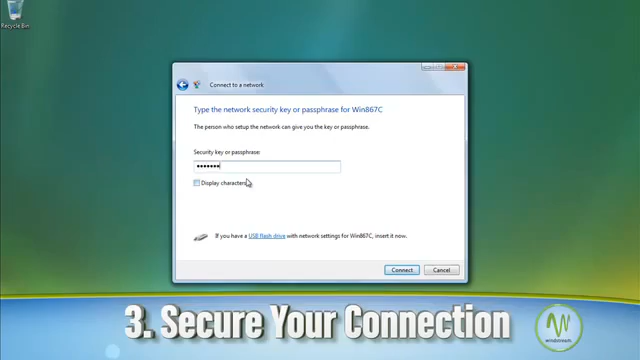 Recycle Bin
Connect to a network
Type the network security key or passphrase for Win867C
The person who setup the network can give you the key or passphrase.
Security key or passphrase:
•••••••
Display characters
If you have a USB flash drive with network settings for Win867C, insert it now.
Connect Cancel
3. Secure Your Connection
windstream.